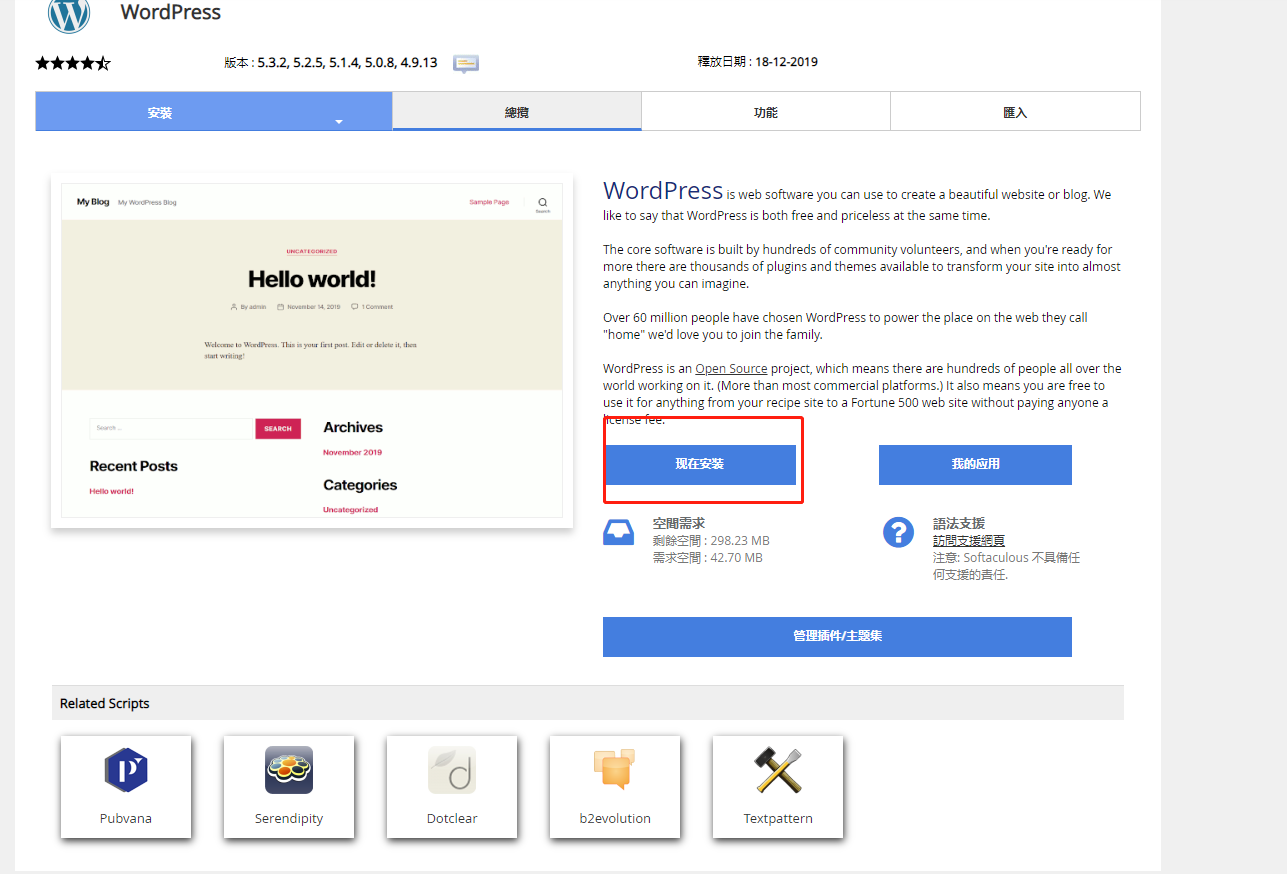 WordPress
版本 : 5.3.2, 5.2.5, 5.1.4, 5.0.8, 4.9.13
釋放日期 : 18-12-2019
安裝
總攬
功能
匯入
My Blog My WordPress Blog
Sample Page
Search
UNCATEGORIZED
Hello world!
By admin November 14, 2019 1 Comment
Welcome to WordPress. This is your first post. Edit or delete it, then
start writing!
Search …
SEARCH
Recent Posts
Hello world!
Archives
November 2019
Categories
Uncategorized
WordPress is web software you can use to create a beautiful website or blog. We
like to say that WordPress is both free and priceless at the same time.
The core software is built by hundreds of community volunteers, and when you're ready for
more there are thousands of plugins and themes available to transform your site into almost
anything you can imagine.
Over 60 million people have chosen WordPress to power the place on the web they call
"home" we'd love you to join the family.
WordPress is an Open Source project, which means there are hundreds of people all over the
world working on it. (More than most commercial platforms.) It also means you are free to
use it for anything from your recipe site to a Fortune 500 web site without paying anyone a
license fee.
现在安装
我的应用
空間需求
剩餘空間 : 298.23 MB
需求空間 : 42.70 MB
語法支援
訪問支援網頁
注意: Softaculous 不具備任
何支援的責任.
管理插件/主題集
Related Scripts
Pubvana
Serendipity
Dotclear
b2evolution
Textpattern